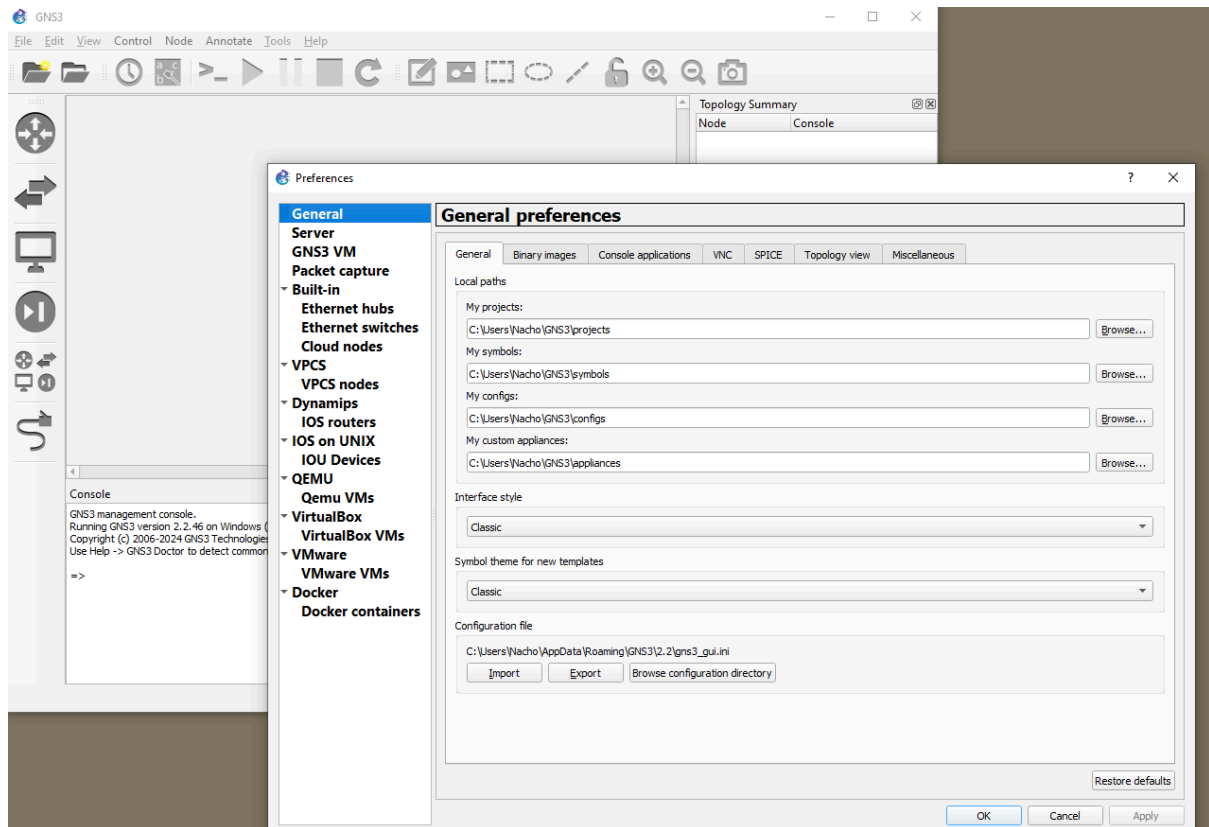 GNS3
File Edit View Control Node Annotate Tools Help
Topology Summary
Node Console
Console
GNS3 management console.
Running GNS3 version 2.2.46 on Windows (
Copyright (c) 2006-2024 GNS3 Technologies
Use Help -> GNS3 Doctor to detect common
=>
Preferences
General
Server
GNS3 VM
Packet capture
Built-in
Ethernet hubs
Ethernet switches
Cloud nodes
VPCS
VPCS nodes
Dynamips
IOS routers
IOS on UNIX
IOU Devices
QEMU
Qemu VMs
VirtualBox
VirtualBox VMs
VMware
VMware VMs
Docker
Docker containers
General preferences
General Binary images Console applications VNC SPICE Topology view Miscellaneous
Local paths
My projects:
C:\Users\Nacho\GNS3\projects Browse...
My symbols:
C:\Users\Nacho\GNS3\symbols Browse...
My configs:
C:\Users\Nacho\GNS3\configs Browse...
My custom appliances:
C:\Users\Nacho\GNS3\appliances Browse...
Interface style
Classic
Symbol theme for new templates
Classic
Configuration file
C:\Users\Nacho\AppData\Roaming\GNS3\2.2\gns3_gui.ini
Import Export Browse configuration directory
Restore defaults
OK Cancel Apply